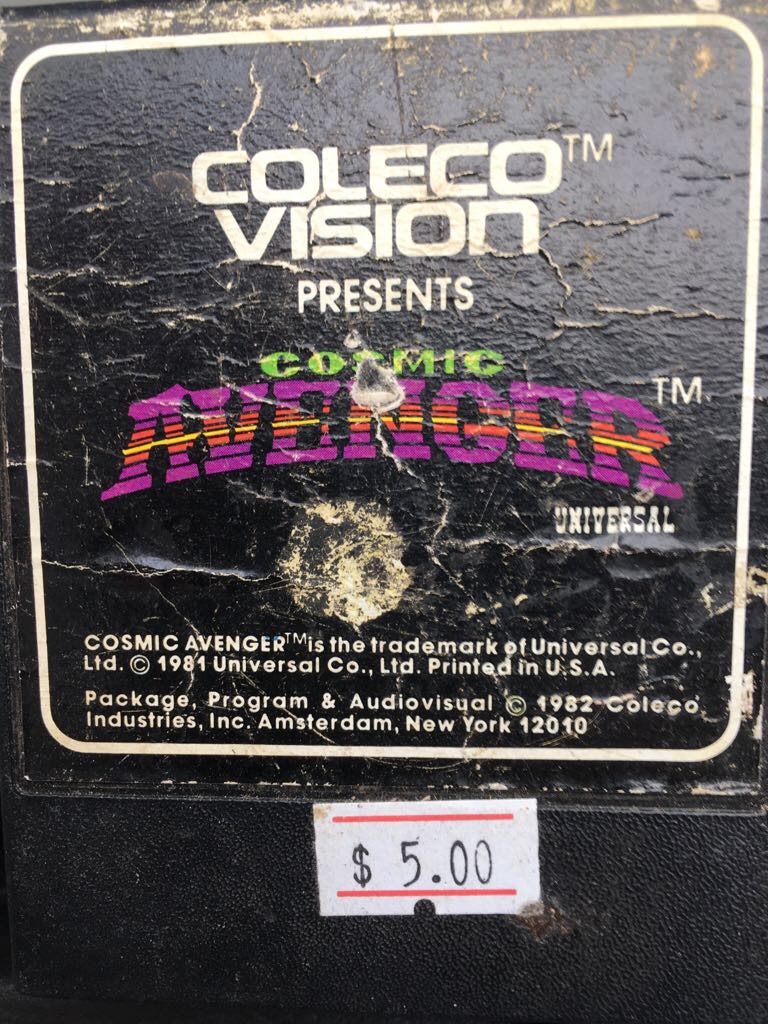 COLECO™
VISION
PRESENTS
COSMIC
AVENGER™
UNIVERSAL
COSMIC AVENGER™ is the trademark of Universal Co.,
Ltd. © 1981 Universal Co., Ltd. Printed in U.S.A.
Package, Program & Audiovisual © 1982 Coleco
Industries, Inc. Amsterdam, New York 12010
$ 5.00